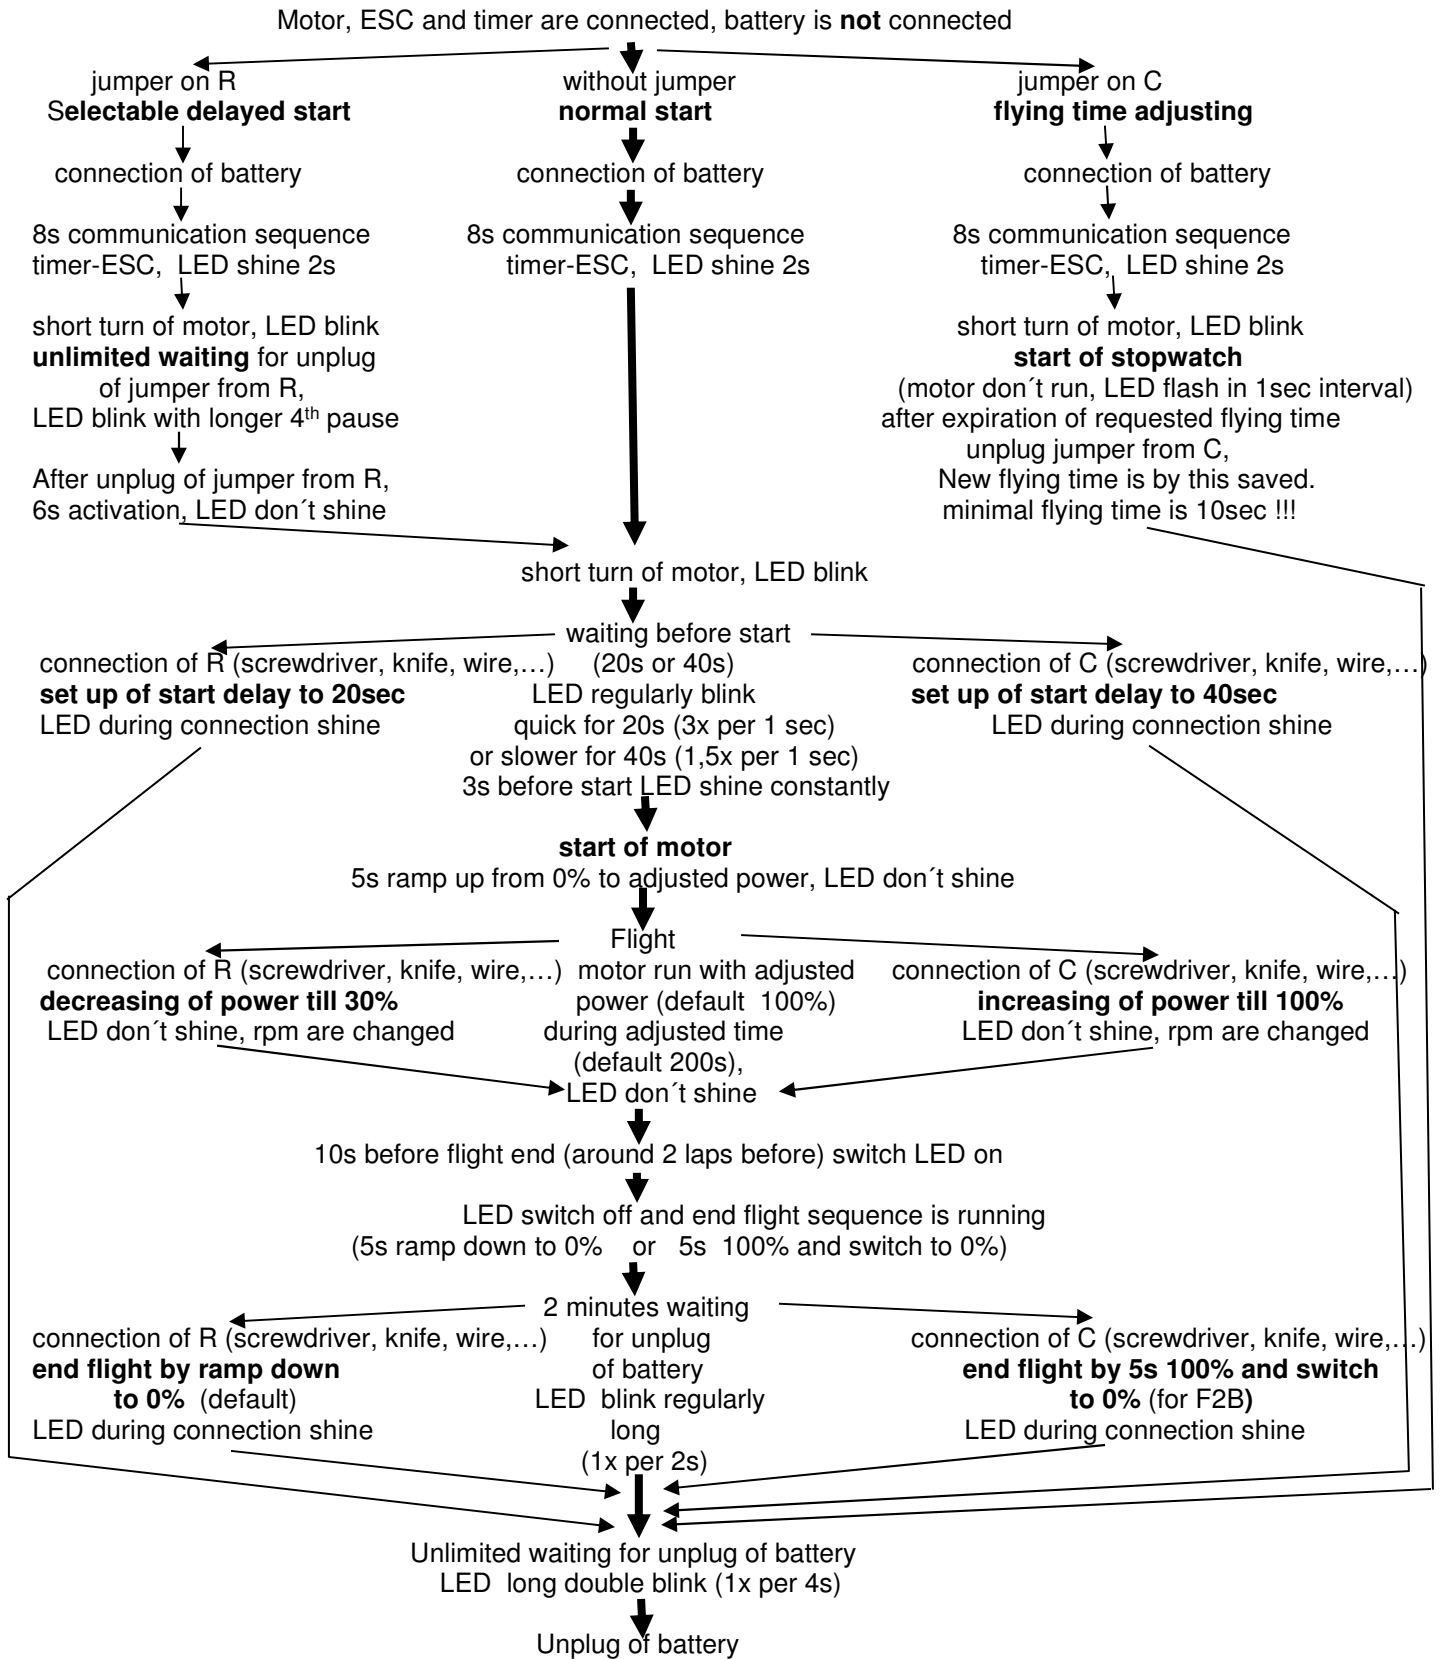 Motor, ESC and timer are connected, battery is not connected
jumper on R
Selectable delayed start
connection of battery
8s communication sequence
timer-ESC,  LED shine 2s
short turn of motor, LED blink
unlimited waiting for unplug
of jumper from R,
LED blink with longer 4th pause
After unplug of jumper from R,
6s activation, LED don´t shine
without jumper
normal start
connection of battery
8s communication sequence
timer-ESC,  LED shine 2s
jumper on C
flying time adjusting
connection of battery
8s communication sequence
timer-ESC,  LED shine 2s
short turn of motor, LED blink
start of stopwatch
(motor don´t run, LED flash in 1sec interval)
after expiration of requested flying time
unplug jumper from C,
New flying time is by this saved.
minimal flying time is 10sec !!!
short turn of motor, LED blink
connection of R (screwdriver, knife, wire,…)
set up of start delay to 20sec
LED during connection shine
waiting before start
(20s or 40s)
LED regularly blink
quick for 20s (3x per 1 sec)
or slower for 40s (1,5x per 1 sec)
3s before start LED shine constantly
connection of C (screwdriver, knife, wire,…)
set up of start delay to 40sec
LED during connection shine
start of motor
5s ramp up from 0% to adjusted power, LED don´t shine
connection of R (screwdriver, knife, wire,…)
decreasing of power till 30%
LED don´t shine, rpm are changed
Flight
motor run with adjusted
power (default  100%)
during adjusted time
(default 200s),
LED don´t shine
connection of C (screwdriver, knife, wire,…)
increasing of power till 100%
LED don´t shine, rpm are changed
10s before flight end (around 2 laps before) switch LED on
LED switch off and end flight sequence is running
(5s ramp down to 0%    or   5s  100% and switch to 0%)
connection of R (screwdriver, knife, wire,…)
end flight by ramp down
to 0%  (default)
LED during connection shine
2 minutes waiting
for unplug
of battery
LED  blink regularly
long
(1x per 2s)
connection of C (screwdriver, knife, wire,…)
end flight by 5s 100% and switch
to 0% (for F2B)
LED during connection shine
Unlimited waiting for unplug of battery
LED  long double blink (1x per 4s)
Unplug of battery